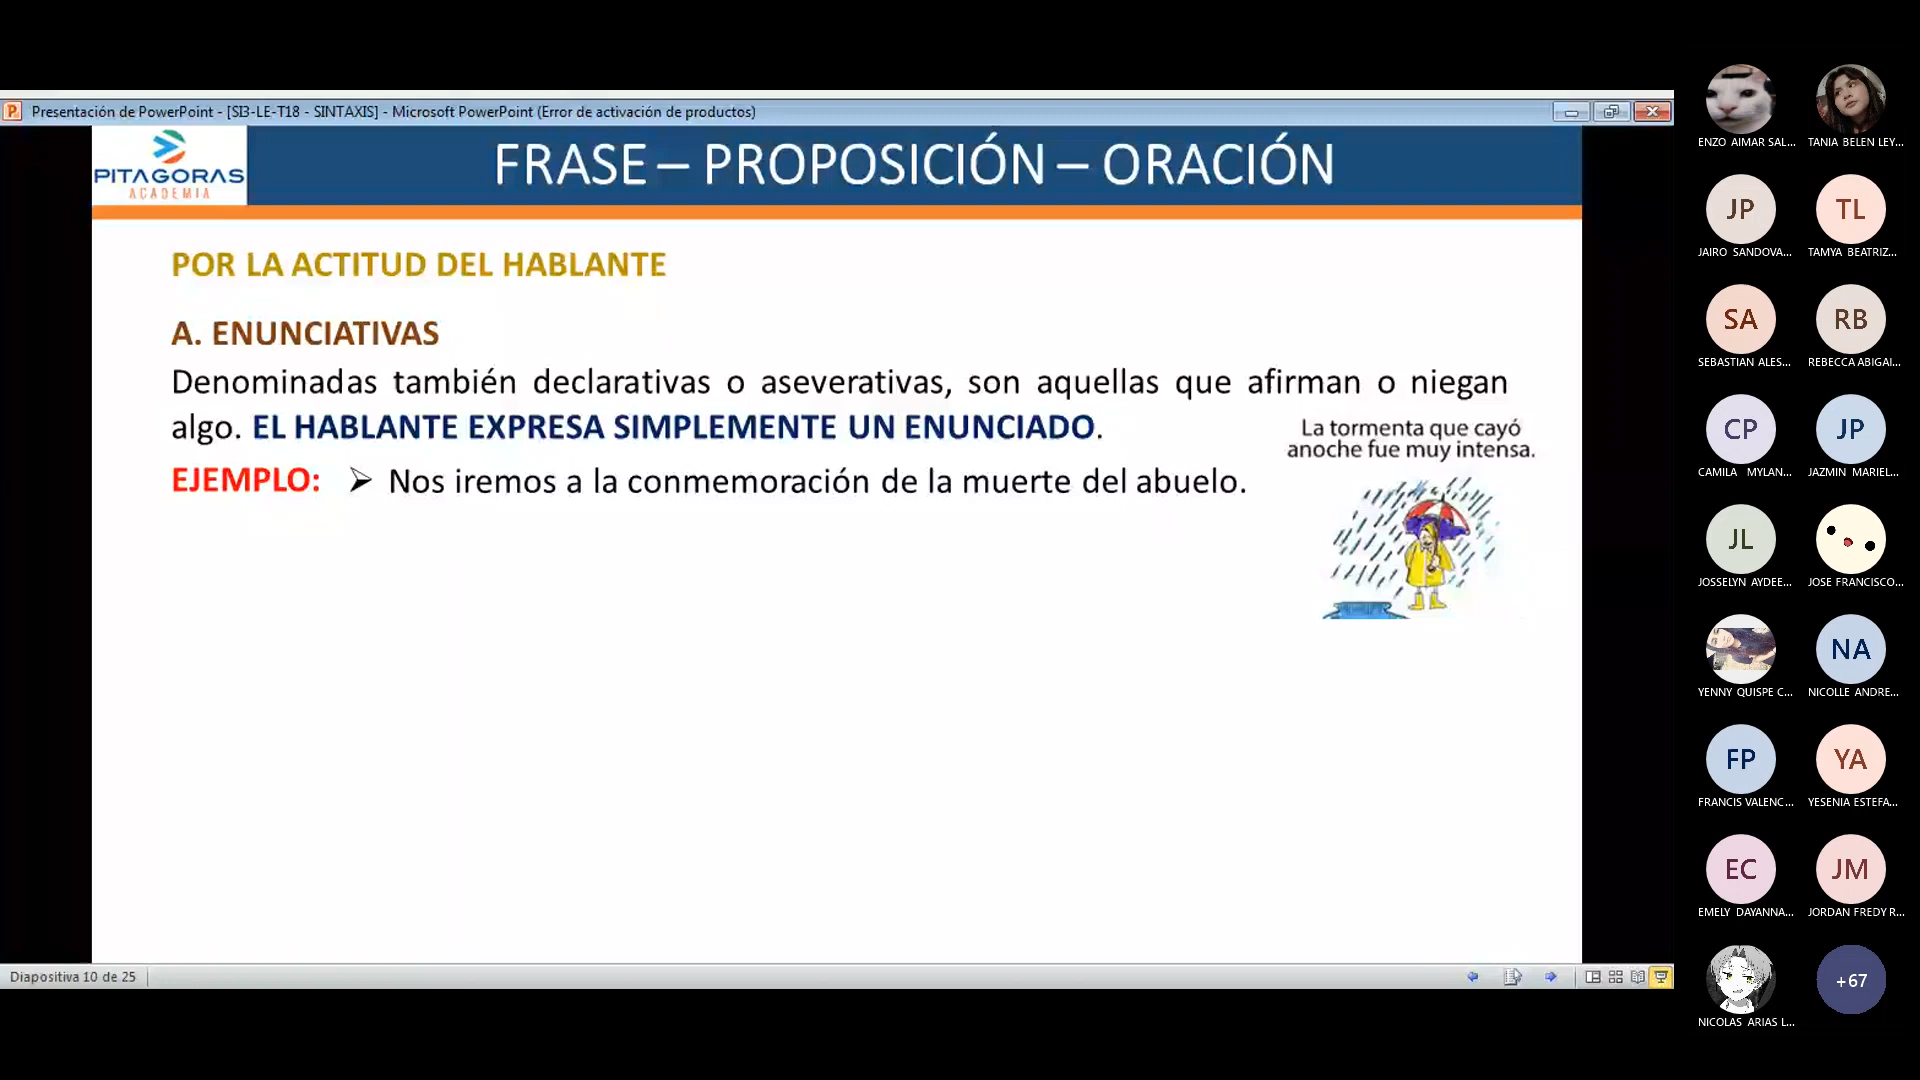 Presentación de PowerPoint - [SI3-LE-T18 - SINTAXIS] - Microsoft PowerPoint (Error de activación de productos)
PITAGORAS
ACADEMIA
FRASE – PROPOSICIÓN – ORACIÓN
POR LA ACTITUD DEL HABLANTE
A. ENUNCIATIVAS
Denominadas también declarativas o aseverativas, son aquellas que afirman o niegan
algo. EL HABLANTE EXPRESA SIMPLEMENTE UN ENUNCIADO.
La tormenta que cayó
anoche fue muy intensa.
EJEMPLO: ➢ Nos iremos a la conmemoración de la muerte del abuelo.
Diapositiva 10 de 25
ENZO AIMAR SAL...
TANIA BELEN LEY...
JP
JAIRO SANDOVA...
TL
TAMYA BEATRIZ...
SA
SEBASTIAN ALES...
RB
REBECCA ABIGAI...
CP
CAMILA MYLAN...
JP
JAZMIN MARIEL...
JL
JOSSELYN AYDEE...
JOSE FRANCISCO...
YENNY QUISPE C...
NA
NICOLLE ANDRE...
FP
FRANCIS VALENC...
YA
YESENIA ESTEFA...
EC
EMELY DAYANNA...
JM
JORDAN FREDY R...
NICOLAS ARIAS L...
+67